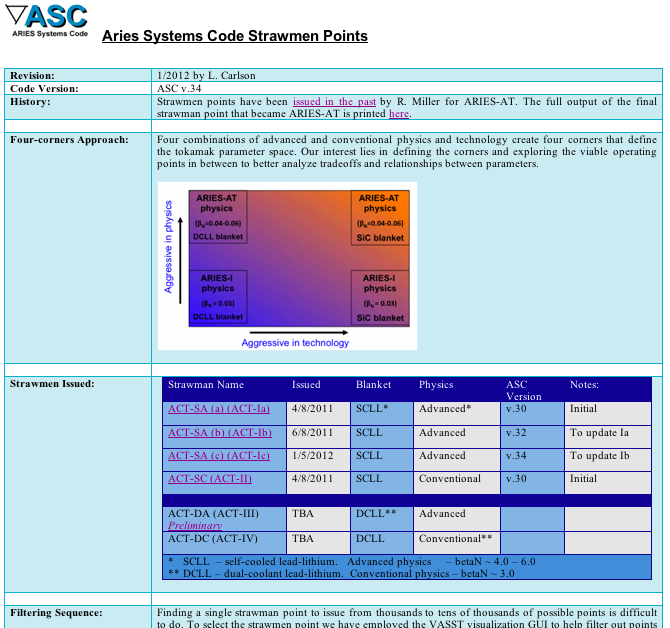 ASC
ARIES Systems Code
Aries Systems Code Strawmen Points
Revision: 1/2012 by L. Carlson
Code Version: ASC v.34
History: Strawmen points have been issued in the past by R. Miller for ARIES-AT. The full output of the final
strawman point that became ARIES-AT is printed here.
Four-corners Approach: Four combinations of advanced and conventional physics and technology create four corners that define
the tokamak parameter space. Our interest lies in defining the corners and exploring the viable operating
points in between to better analyze tradeoffs and relationships between parameters.
Aggressive in physics
ARIES-AT
physics
(βN=0.04-0.06)
DCLL blanket
ARIES-AT
physics
(βN=0.04-0.06)
SiC blanket
ARIES-I
physics
(βN = 0.03)
DCLL blanket
ARIES-I
physics
(βN = 0.03)
SiC blanket
Aggressive in technology
Strawmen Issued:
Strawman Name Issued Blanket Physics ASC Version Notes:
ACT-SA (a) (ACT-Ia) 4/8/2011 SCLL* Advanced* v.30 Initial
ACT-SA (b) (ACT-Ib) 6/8/2011 SCLL Advanced v.32 To update Ia
ACT-SA (c) (ACT-Ic) 1/5/2012 SCLL Advanced v.34 To update Ib
ACT-SC (ACT-II) 4/8/2011 SCLL Conventional v.30 Initial
ACT-DA (ACT-III) TBA DCLL** Advanced
Preliminary
ACT-DC (ACT-IV) TBA DCLL Conventional**
* SCLL – self-cooled lead-lithium. Advanced physics – betaN ~ 4.0 – 6.0
** DCLL – dual-coolant lead-lithium. Conventional physics – betaN ~ 3.0
Filtering Sequence: Finding a single strawman point to issue from thousands to tens of thousands of possible points is difficult
to do. To select the strawmen point we have employed the VASST visualization GUI to help filter out points